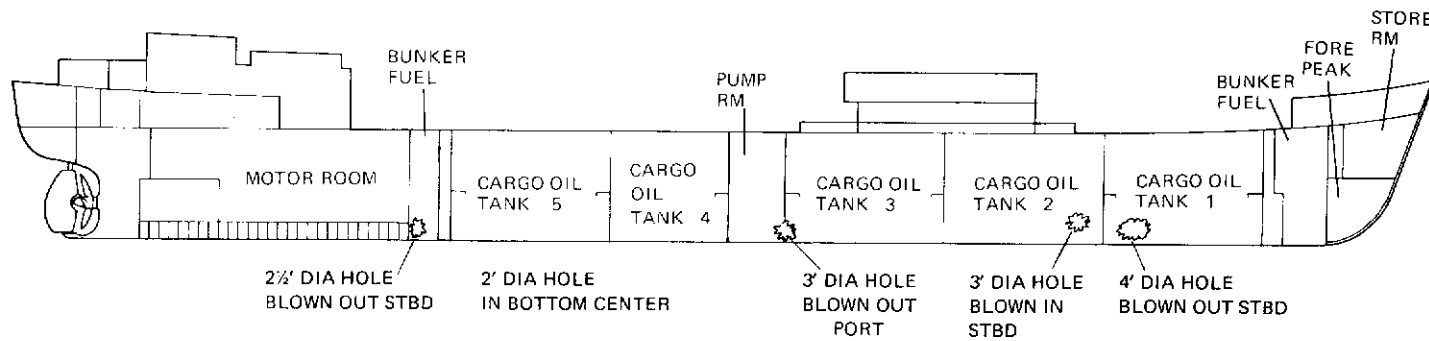 STORE
RM
FORE
PEAK
BUNKER
FUEL
PUMP
RM
BUNKER
FUEL
MOTOR ROOM
CARGO OIL
TANK 5
CARGO
OIL
TANK 4
CARGO OIL
TANK 3
CARGO OIL
TANK 2
CARGO OIL
TANK 1
2½' DIA HOLE
BLOWN OUT STBD
2' DIA HOLE
IN BOTTOM CENTER
3' DIA HOLE
BLOWN OUT
PORT
3' DIA HOLE
BLOWN IN
STBD
4' DIA HOLE
BLOWN OUT STBD